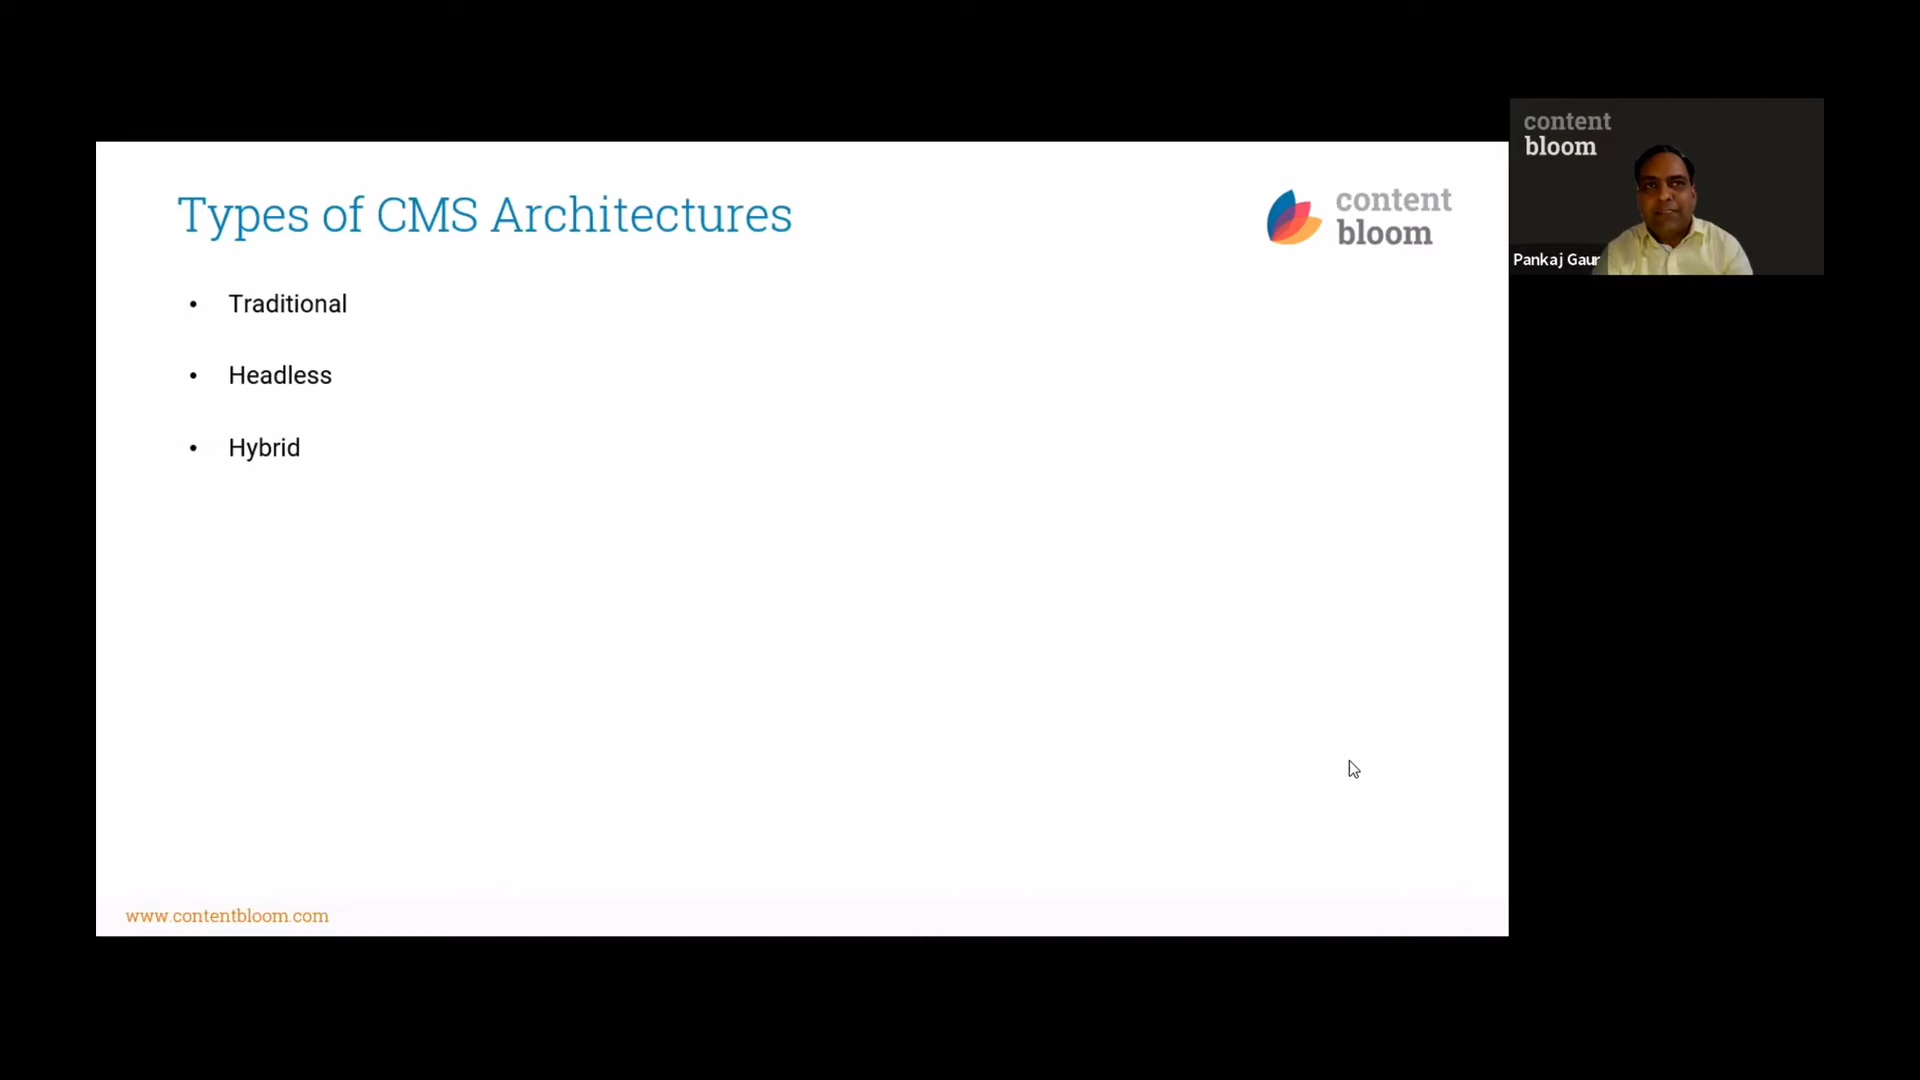 Types of CMS Architectures
content
bloom
• Traditional
• Headless
• Hybrid
www.contentbloom.com
content
bloom
Pankaj Gaur